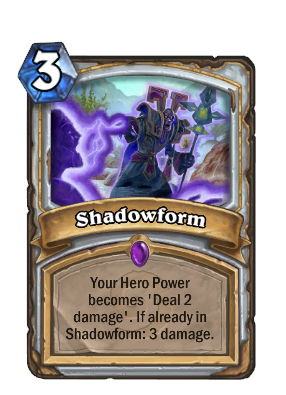 3
Shadowform
Your Hero Power
becomes 'Deal 2
damage'. If already in
Shadowform: 3 damage.